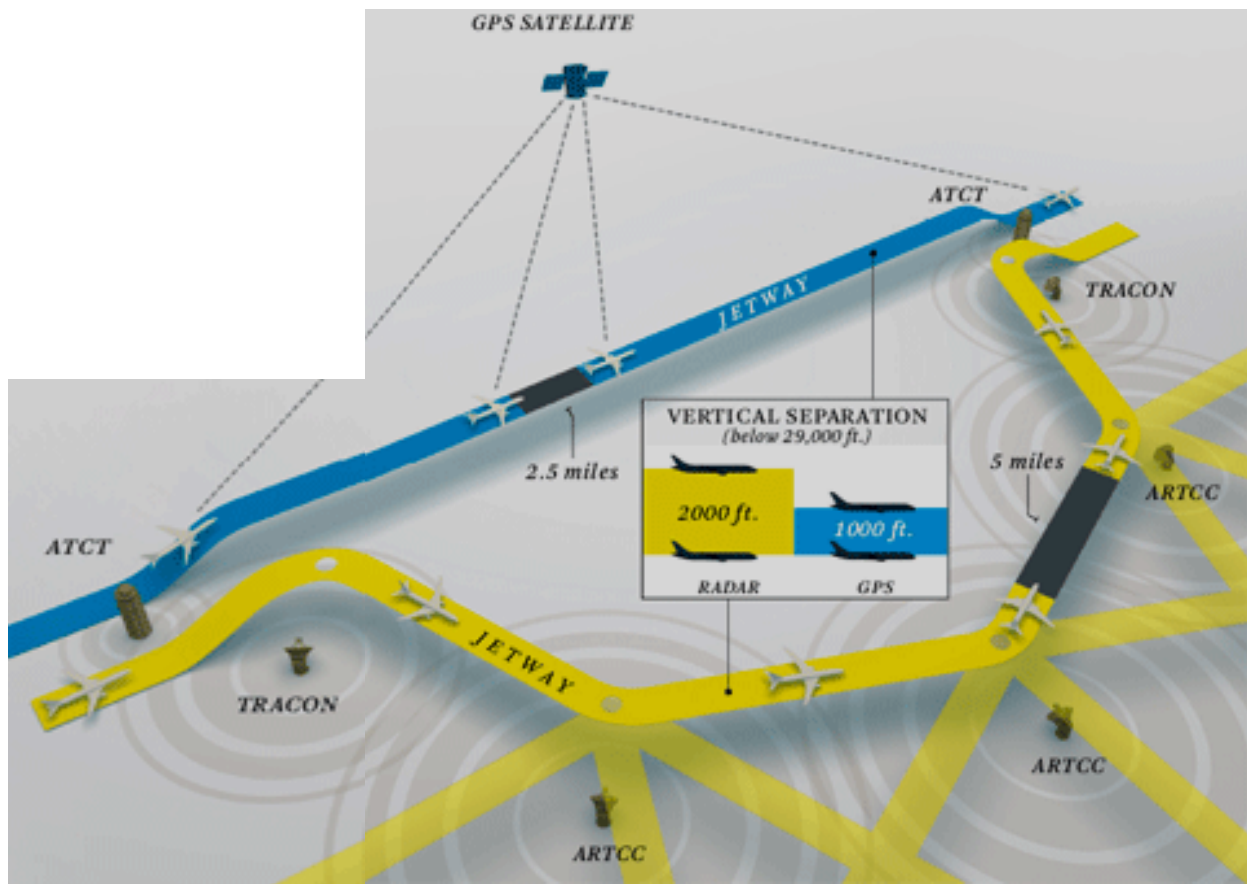 GPS SATELLITE
ATCT
TRACON
JETWAY
VERTICAL SEPARATION
(below 29,000 ft.)
2.5 miles
5 miles
ARTCC
2000 ft.
1000 ft.
ATCT
RADAR
GPS
JETWAY
TRACON
ARTCC
ARTCC